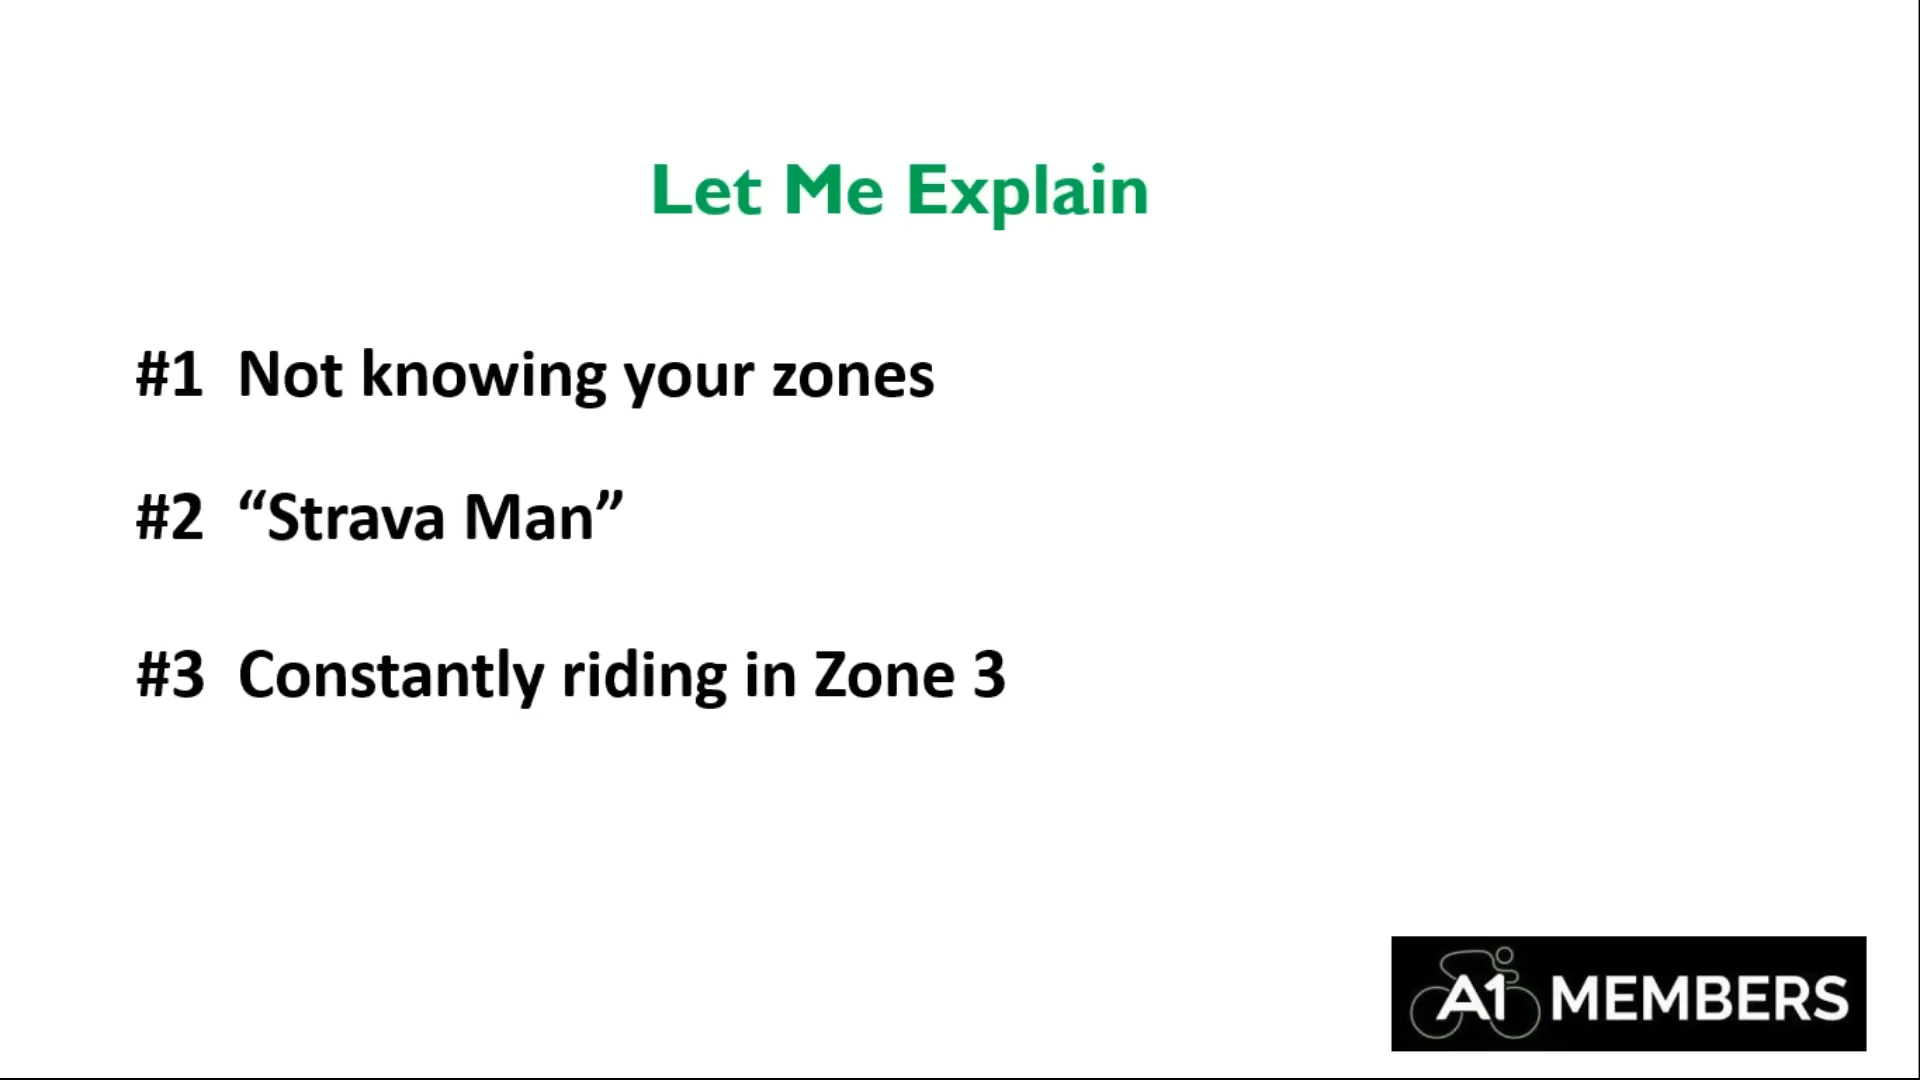 Let Me Explain
#1 Not knowing your zones
#2 “Strava Man”
#3 Constantly riding in Zone 3
A1 MEMBERS